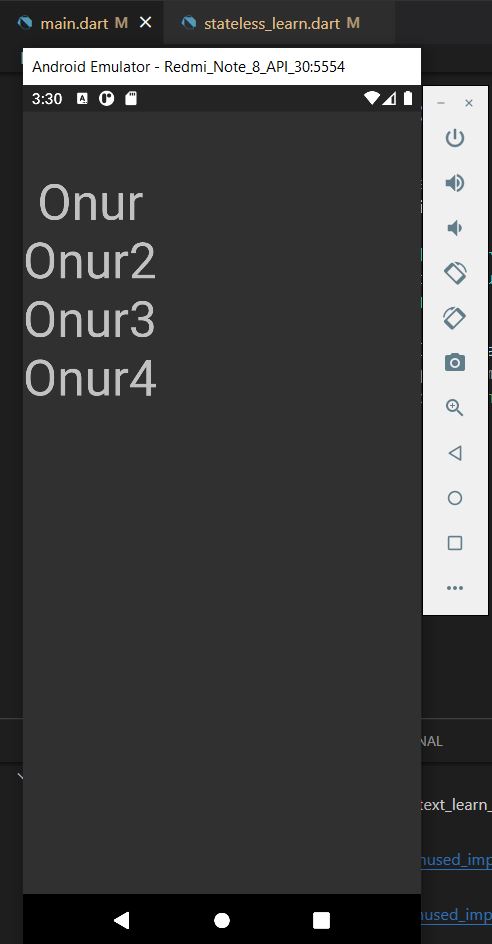 main.dart M
stateless_learn.dart M
Android Emulator - Redmi_Note_8_API_30:5554
3:30
Onur
Onur2
Onur3
Onur4
NAL
text_learn_
nused_imp
nused_imp